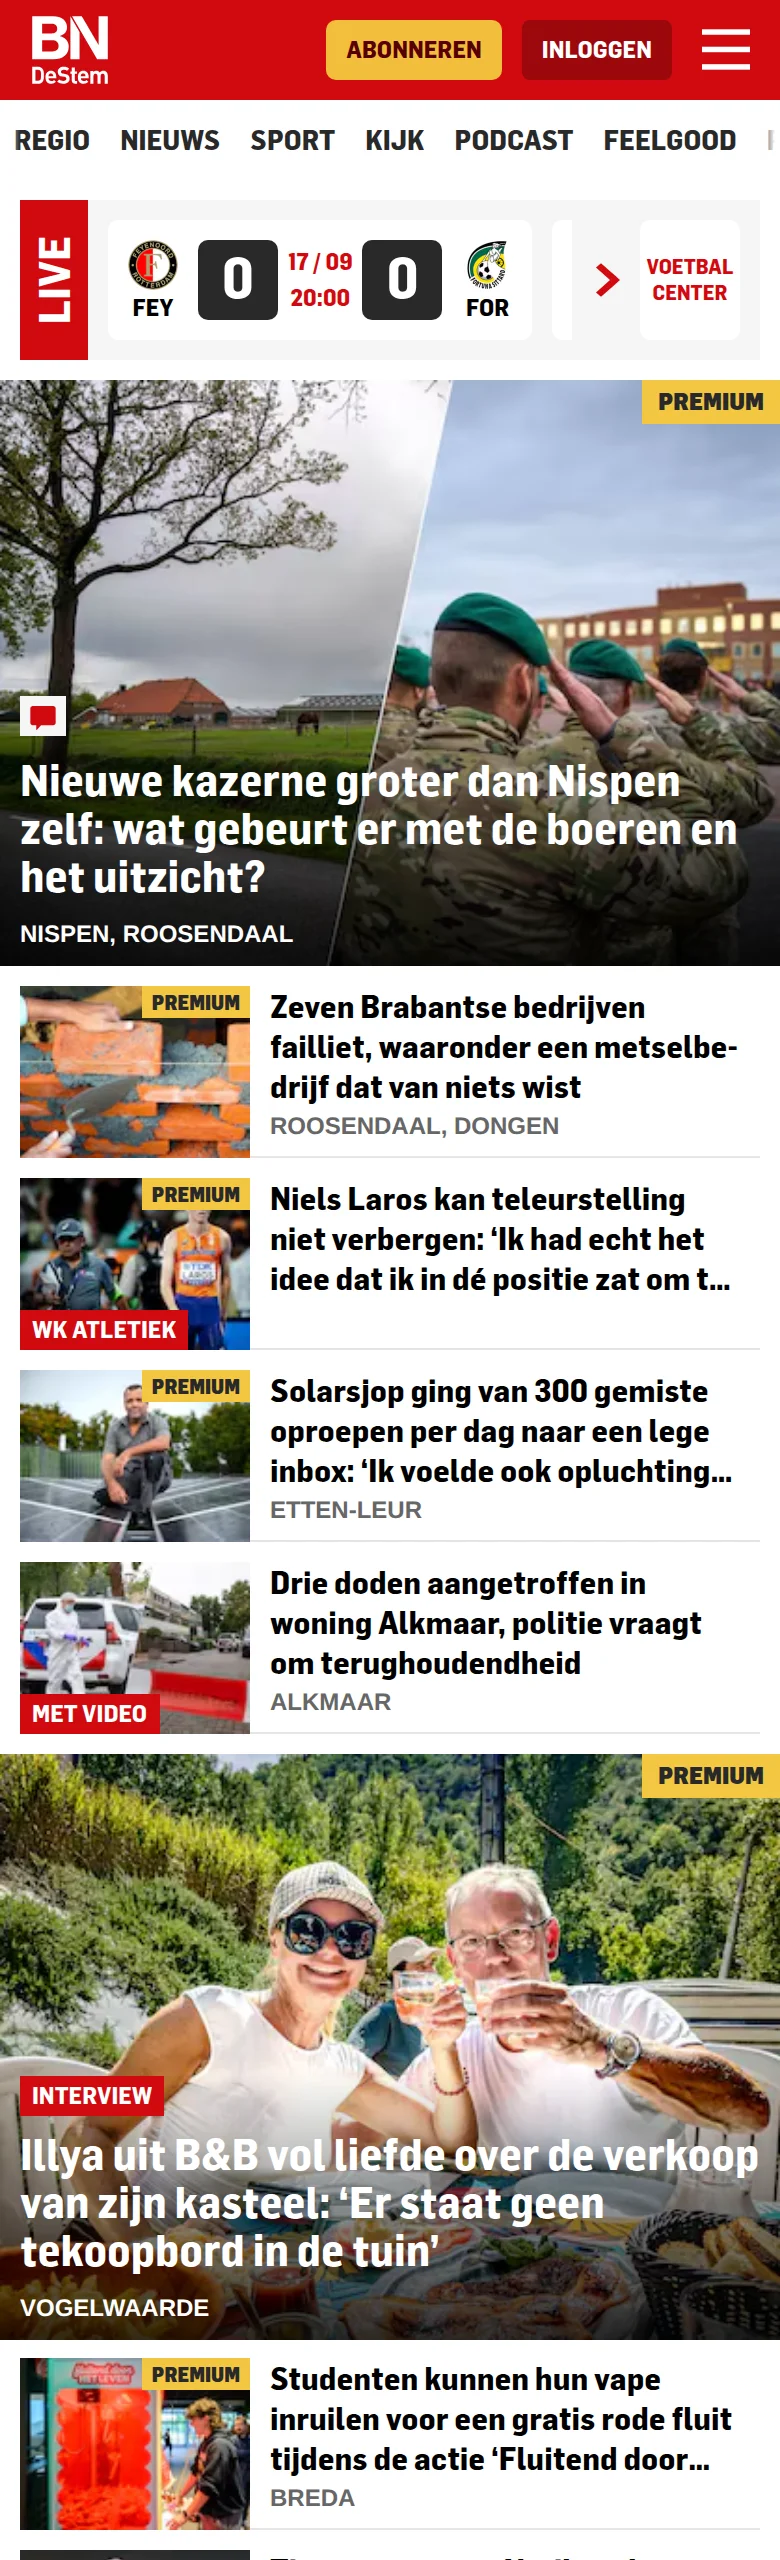 BN
DeStem
ABONNEREN
INLOGGEN
REGIO NIEUWS SPORT KIJK PODCAST FEELGOOD
LIVE
FEY
0
17 / 09
20:00
0
FOR
VOETBAL
CENTER
PREMIUM
Nieuwe kazerne groter dan Nispen
zelf: wat gebeurt er met de boeren en
het uitzicht?
NISPEN, ROOSENDAAL
PREMIUM
Zeven Brabantse bedrijven
failliet, waaronder een metselbe-
drijf dat van niets wist
ROOSENDAAL, DONGEN
PREMIUM
WK ATLETIEK
Niels Laros kan teleurstelling
niet verbergen: ‘Ik had echt het
idee dat ik in dé positie zat om t...
PREMIUM
Solarsjop ging van 300 gemiste
oproepen per dag naar een lege
inbox: ‘Ik voelde ook opluchting...
ETTEN-LEUR
MET VIDEO
Drie doden aangetroffen in
woning Alkmaar, politie vraagt
om terughoudendheid
ALKMAAR
PREMIUM
INTERVIEW
Illya uit B&B vol liefde over de verkoop
van zijn kasteel: ‘Er staat geen
tekoopbord in de tuin’
VOGELWAARDE
PREMIUM
Studenten kunnen hun vape
inruilen voor een gratis rode fluit
tijdens de actie ‘Fluitend door...
BREDA